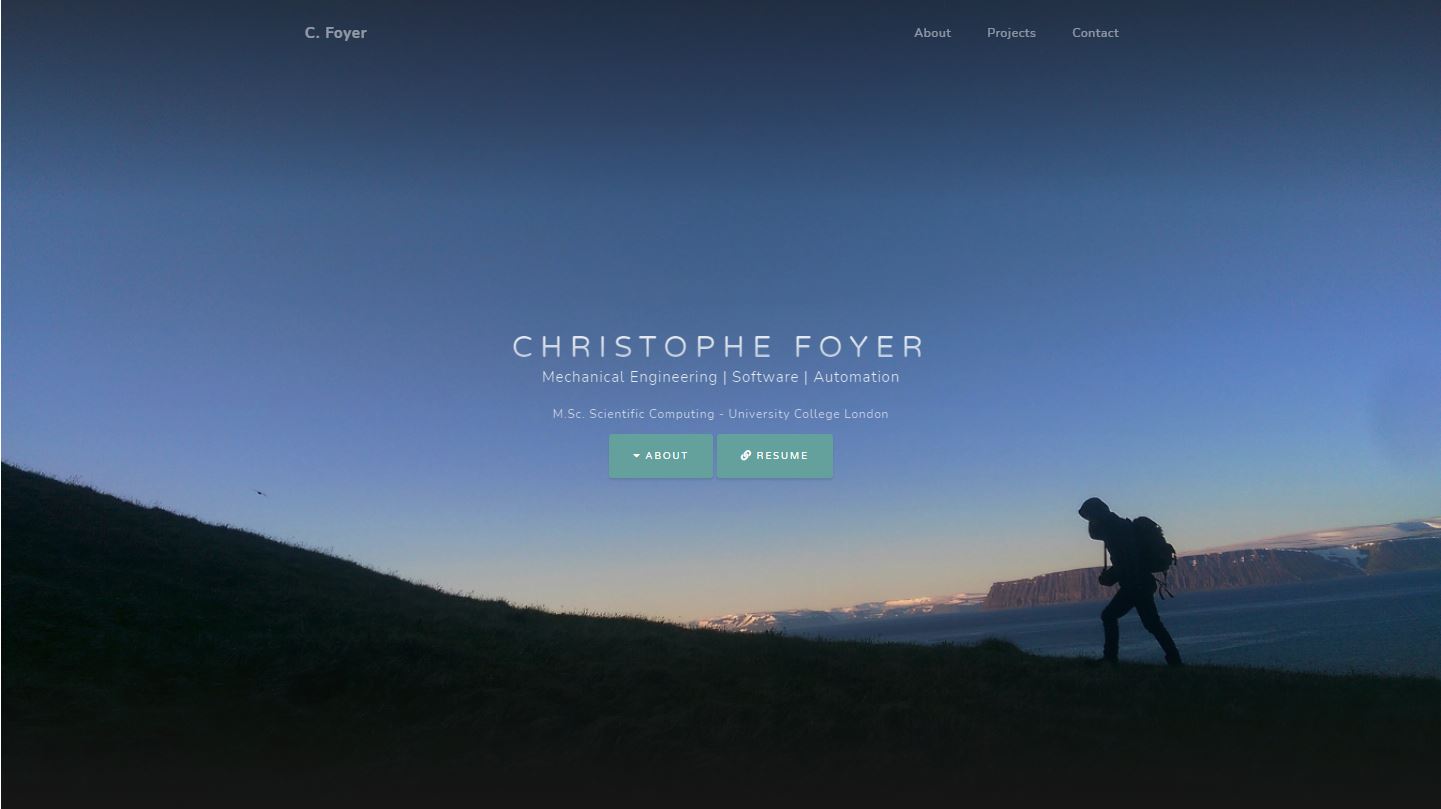 C. Foyer
About Projects Contact
CHRISTOPHE FOYER
Mechanical Engineering | Software | Automation
M.Sc. Scientific Computing - University College London
ABOUT RESUME